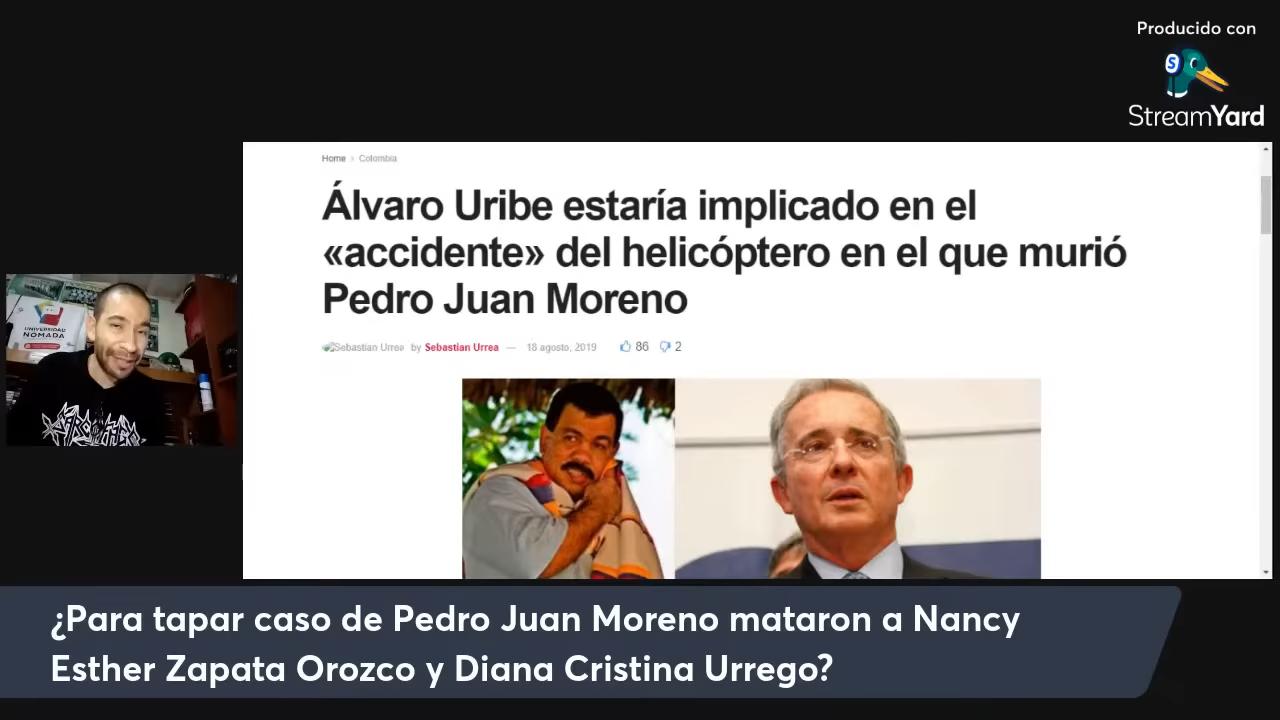 Producido con
S
StreamYard
Home > Colombia
Álvaro Uribe estaría implicado en el
«accidente» del helicóptero en el que murió
Pedro Juan Moreno
Sebastian Urrea by Sebastian Urrea — 18 agosto, 2019 86 2
UNIVERSIDAD
NÓMADA
¿Para tapar caso de Pedro Juan Moreno mataron a Nancy
Esther Zapata Orozco y Diana Cristina Urrego?